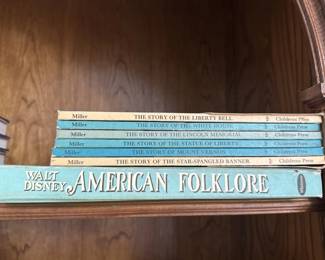 Miller THE STORY OF THE LIBERTY BELL Childrens Press
Miller THE STORY OF THE WHITE HOUSE Childrens Press
Miller THE STORY OF THE LINCOLN MEMORIAL Childrens Press
Miller THE STORY OF THE STATUE OF LIBERTY Childrens Press
Miller THE STORY OF MOUNT VERNON Childrens Press
Miller THE STORY OF THE STAR-SPANGLED BANNER Childrens Press
WALT DISNEY AMERICAN FOLKLORE